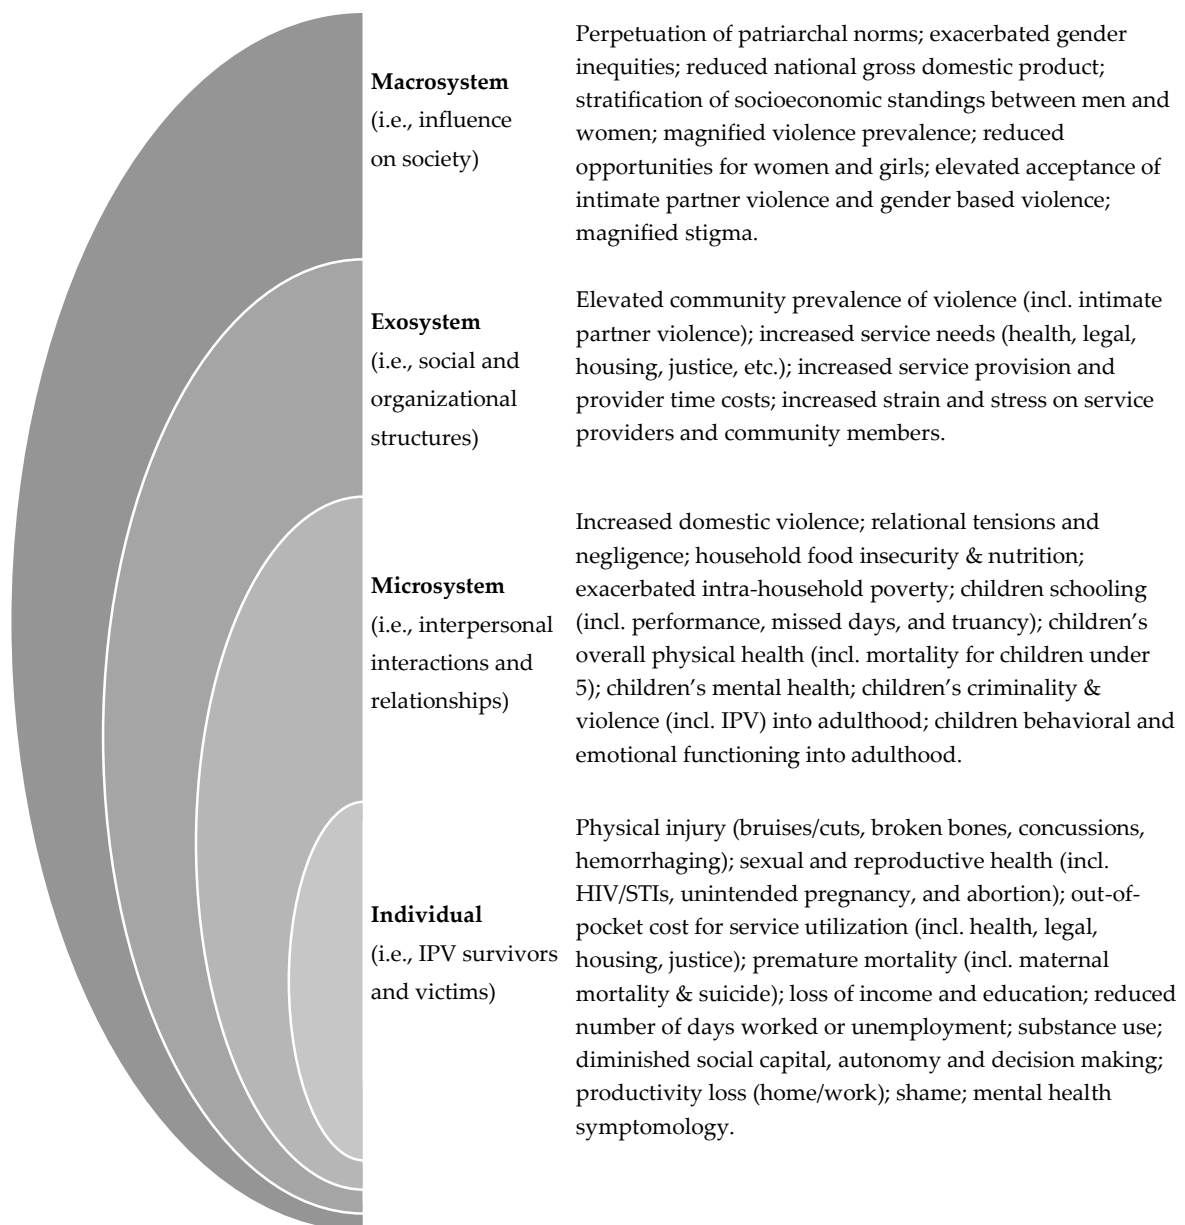 Macrosystem
(i.e., influence
on society)
Perpetuation of patriarchal norms; exacerbated gender
inequities; reduced national gross domestic product;
stratification of socioeconomic standings between men and
women; magnified violence prevalence; reduced
opportunities for women and girls; elevated acceptance of
intimate partner violence and gender based violence;
magnified stigma.
Exosystem
(i.e., social and
organizational
structures)
Elevated community prevalence of violence (incl. intimate
partner violence); increased service needs (health, legal,
housing, justice, etc.); increased service provision and
provider time costs; increased strain and stress on service
providers and community members.
Microsystem
(i.e., interpersonal
interactions and
relationships)
Increased domestic violence; relational tensions and
negligence; household food insecurity & nutrition;
exacerbated intra-household poverty; children schooling
(incl. performance, missed days, and truancy); children's
overall physical health (incl. mortality for children under
5); children's mental health; children's criminality &
violence (incl. IPV) into adulthood; children behavioral and
emotional functioning into adulthood.
Individual
(i.e., IPV survivors
and victims)
Physical injury (bruises/cuts, broken bones, concussions,
hemorrhaging); sexual and reproductive health (incl.
HIV/STIs, unintended pregnancy, and abortion); out-of-
pocket cost for service utilization (incl. health, legal,
housing, justice); premature mortality (incl. maternal
mortality & suicide); loss of income and education; reduced
number of days worked or unemployment; substance use;
diminished social capital, autonomy and decision making;
productivity loss (home/work); shame; mental health
symptomology.